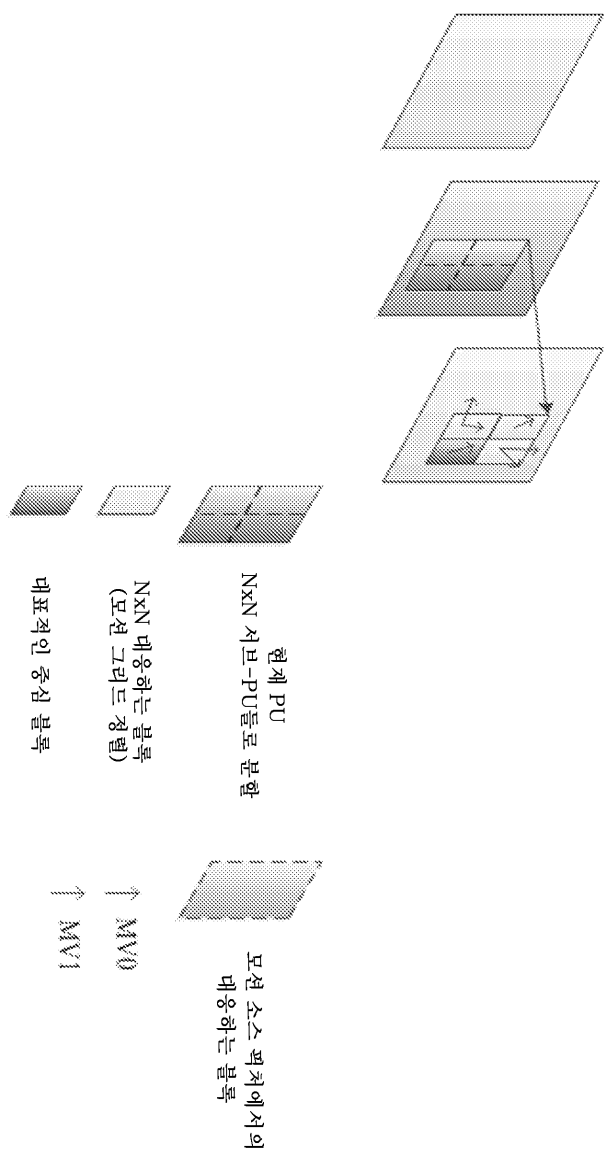 현재 PU
NxN 서브-PU들로 분할
NxN 대응하는 블록
(모션 그리드 정렬)
대표적인 중심 블록
모션 소스 픽처에서의
대응하는 블록
MV0
MV1